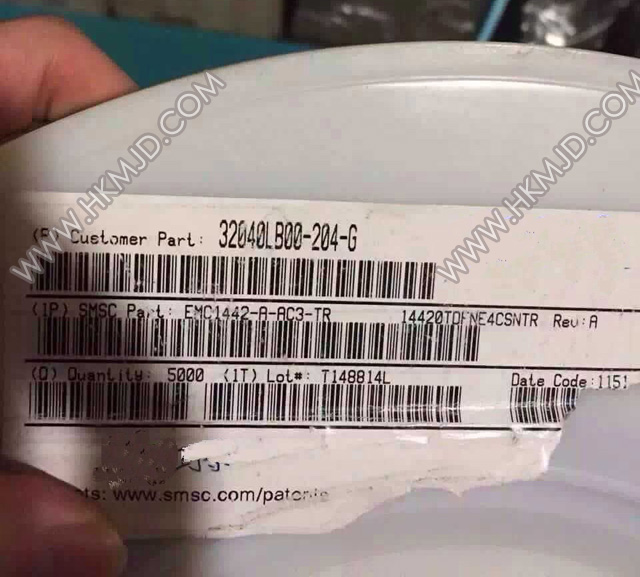 WWW.HKMJD.COM
WWW.HKMJD.COM
(P) Customer Part: 32040LB00-204-G
(1P) SMSC Part: EMC1442-A-AC3-TR 14420TDFNE4CSNTR Rev:A
(Q) Quantity: 5000 (1T) Lot#: T148814L Date Code:1151
www.smsc.com/patents